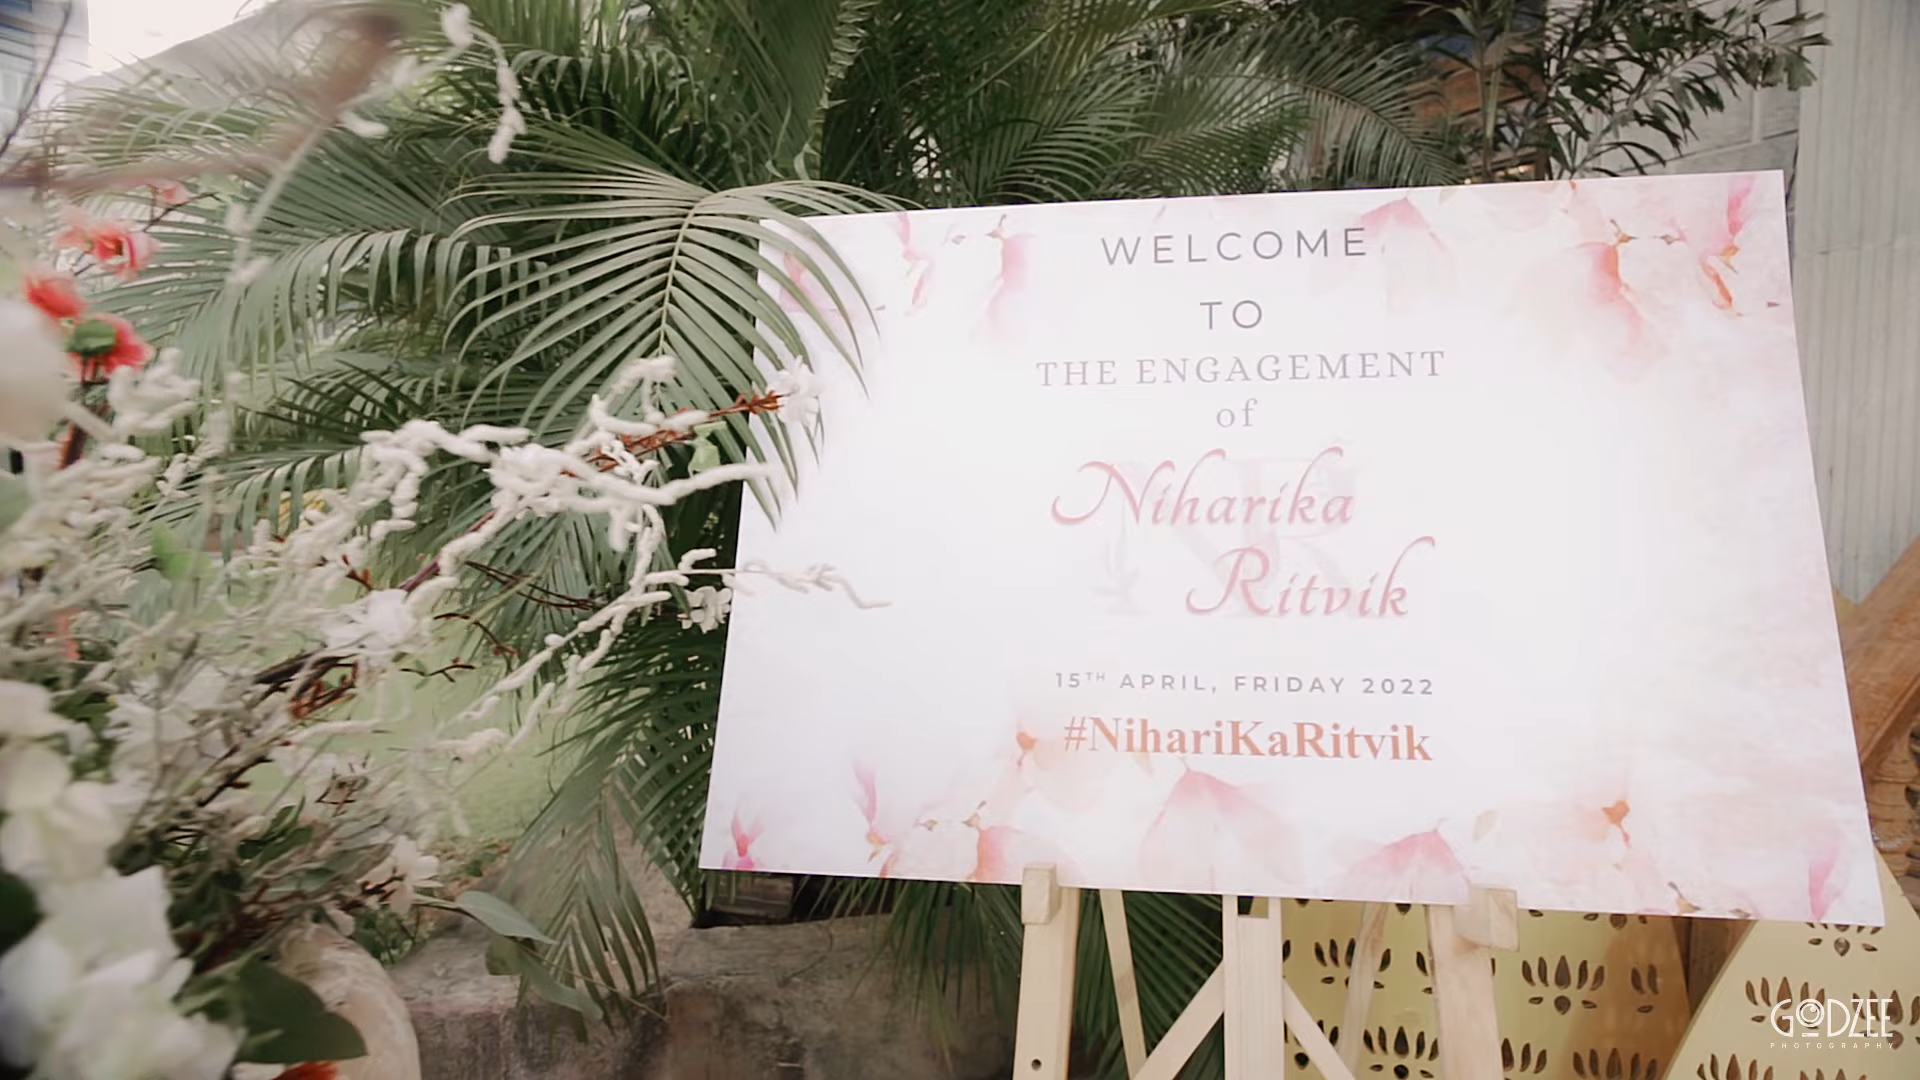 WELCOME
TO
THE ENGAGEMENT
of
Niharika
Ritvik
15TH APRIL, FRIDAY 2022
#NihariKaRitvik
GODZEE
PHOTOGRAPHY